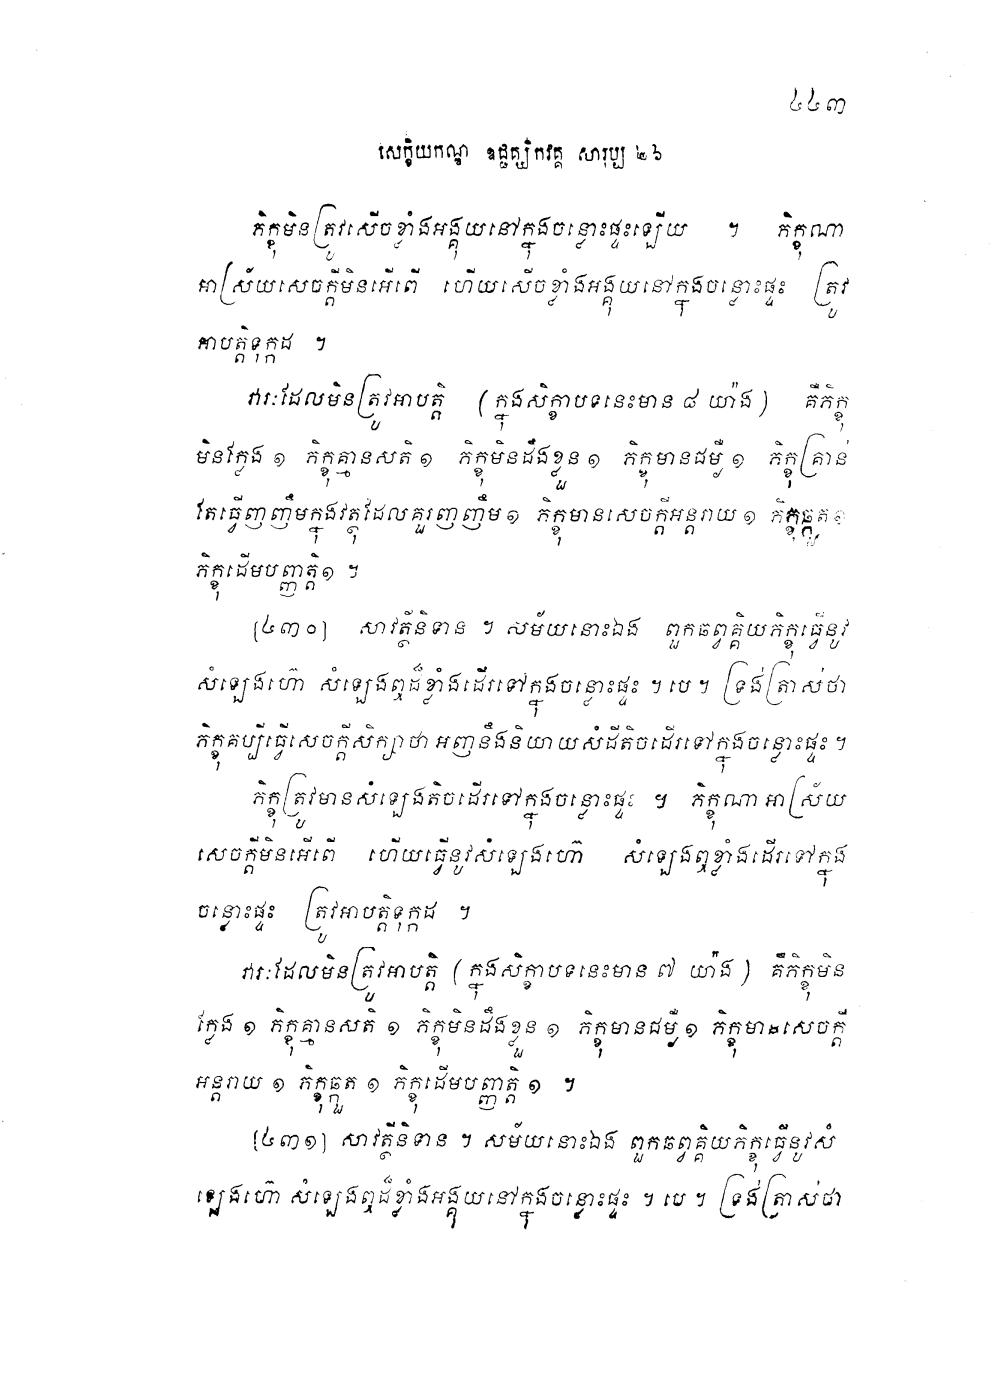 ៤៤៣
សេក្ខិយកណ្ឌ ឧជ្ជគ្ឃិកវគ្គ សារុប្ប ២៦
ភិក្ខុមិនត្រូវសើចខ្លាំងអង្គុយនៅក្នុងចន្លោះផ្ទះឡើយ ។ ភិក្ខុណា
អាស្រ័យសេចក្តីមិនអើពើ ហើយសើចខ្លាំងអង្គុយនៅក្នុងចន្លោះផ្ទះ ត្រូវ
អាបត្តិទុក្កដ ។
វារៈដែលមិនត្រូវអាបត្តិ (ក្នុងសិក្ខាបទនេះមាន ៨ យ៉ាង) គឺភិក្ខុ
មិនក្លែង ១ ភិក្ខុគ្មានសតិ ១ ភិក្ខុមិនដឹងខ្លួន ១ ភិក្ខុមានជម្ងឺ ១ ភិក្ខុគ្រាន់
តែធ្វើញញឹមក្នុងវត្ថុដែលគួរញញឹម ១ ភិក្ខុមានសេចក្តីអន្តរាយ ១ ភិក្ខុឆ្កួត ១
ភិក្ខុដើមបញ្ញត្តិ ១ ។
(៤៣០) សាវត្ថីនិទាន ។ សម័យនោះឯង ពួកឆព្វគ្គិយភិក្ខុធ្វើនូវ
សំឡេងហ៊ោ សំឡេងឮដ៏ខ្លាំងដើរទៅក្នុងចន្លោះផ្ទះ ។ បេ ។ ទ្រង់ត្រាស់ថា
ភិក្ខុគប្បីធ្វើសេចក្តីសិក្សាថា អញនឹងនិយាយសំដីតិចដើរទៅក្នុងចន្លោះផ្ទះ ។
ភិក្ខុត្រូវមានសំឡេងតិចដើរទៅក្នុងចន្លោះផ្ទះ ។ ភិក្ខុណា អាស្រ័យ
សេចក្តីមិនអើពើ ហើយធ្វើនូវសំឡេងហ៊ោ សំឡេងឮខ្លាំងដើរទៅក្នុង
ចន្លោះផ្ទះ ត្រូវអាបត្តិទុក្កដ ។
វារៈដែលមិនត្រូវអាបត្តិ (ក្នុងសិក្ខាបទនេះមាន ៧ យ៉ាង) គឺភិក្ខុមិន
ក្លែង ១ ភិក្ខុគ្មានសតិ ១ ភិក្ខុមិនដឹងខ្លួន ១ ភិក្ខុមានជម្ងឺ ១ ភិក្ខុមានសេចក្តី
អន្តរាយ ១ ភិក្ខុឆ្កួត ១ ភិក្ខុដើមបញ្ញត្តិ ១ ។
(៤៣១) សាវត្ថីនិទាន ។ សម័យនោះឯង ពួកឆព្វគ្គិយភិក្ខុធ្វើនូវសំ
ឡេងហ៊ោ សំឡេងឮដ៏ខ្លាំងអង្គុយនៅក្នុងចន្លោះផ្ទះ ។ បេ ។ ទ្រង់ត្រាស់ថា